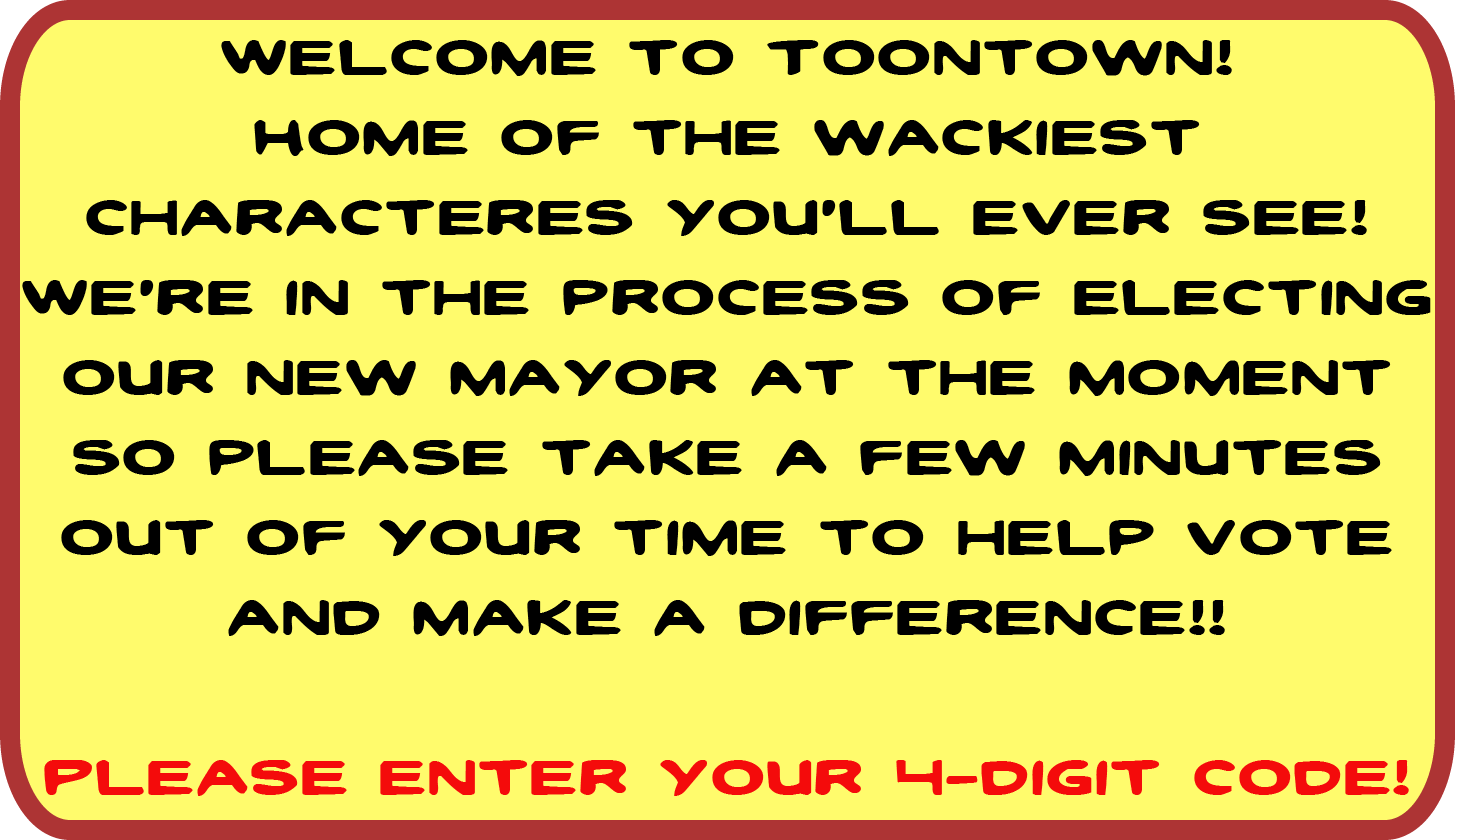 WELCOME TO TOONTOWN!
HOME OF THE WACKIEST
CHARACTERES YOU'LL EVER SEE!
WE'RE IN THE PROCESS OF ELECTING
OUR NEW MAYOR AT THE MOMENT
SO PLEASE TAKE A FEW MINUTES
OUT OF YOUR TIME TO HELP VOTE
AND MAKE A DIFFERENCE!!
PLEASE ENTER YOUR 4-DIGIT CODE!